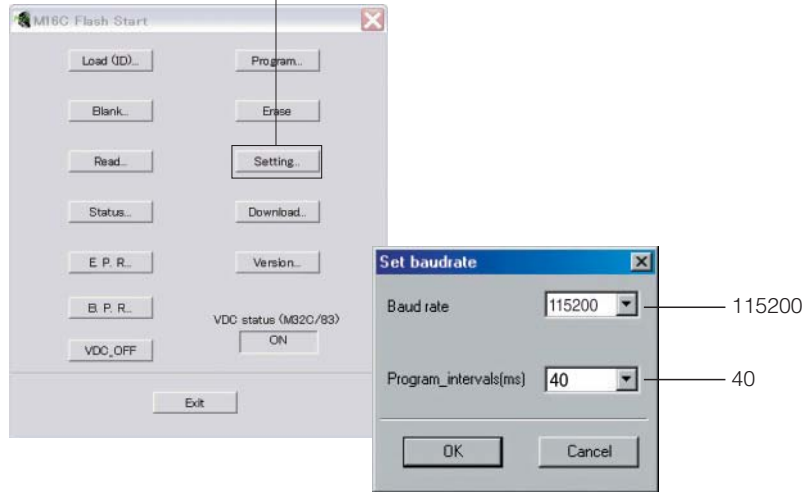 M16C Flash Start
Load (ID)... Program...
Blank... Erase
Read... Setting...
Status... Download...
E. P. R... Version...
B. P. R...
VDC status (M32C/83)
ON
VDC_OFF
Exit
Set baudrate
Baud rate 115200 115200
Program_intervals(ms) 40 40
OK Cancel